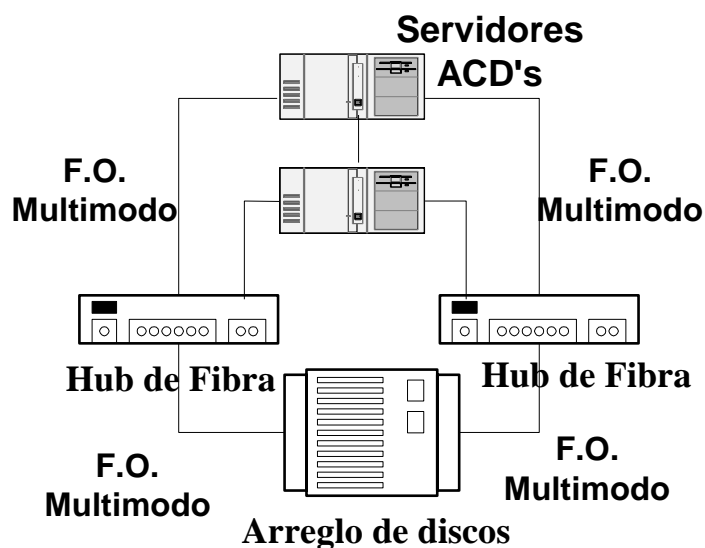 Servidores
ACD's
F.O.
Multimodo
F.O.
Multimodo
Hub de Fibra
Hub de Fibra
F.O.
Multimodo
F.O.
Multimodo
Arreglo de discos